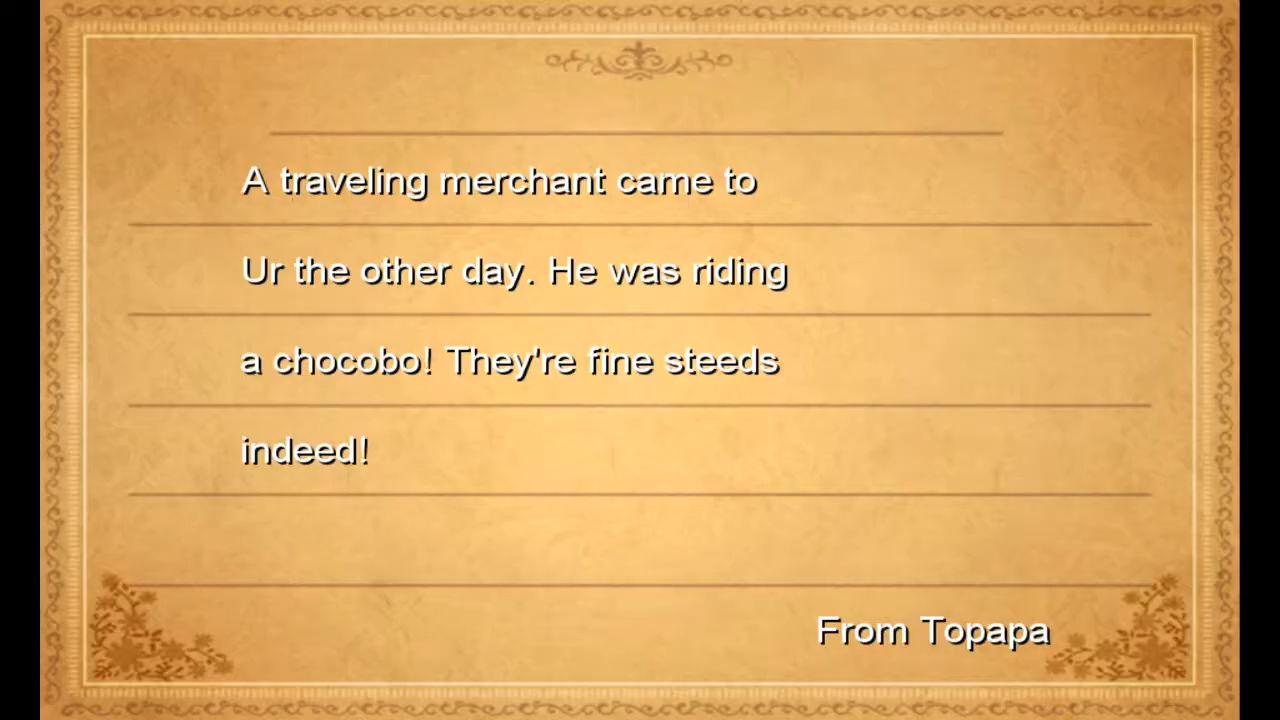 A traveling merchant came to
Ur the other day. He was riding
a chocobo! They're fine steeds
indeed!
From Topapa